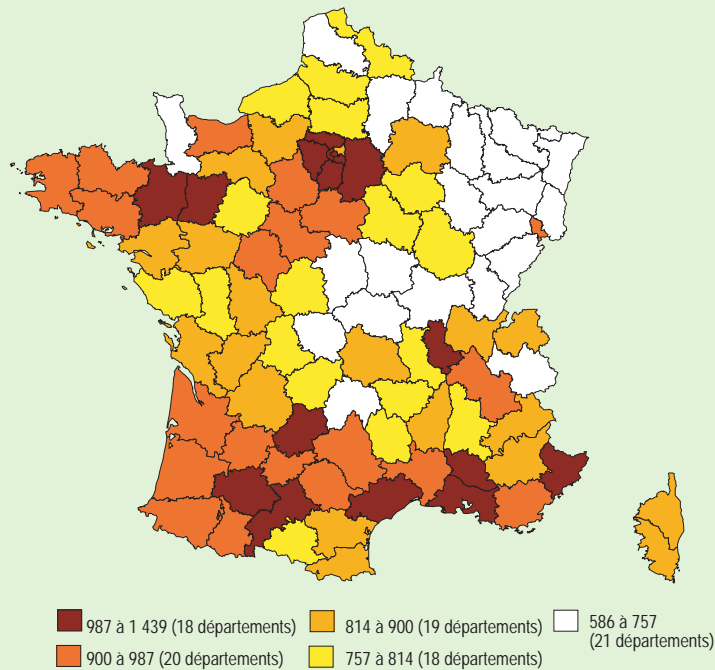 987 à 1 439 (18 départements)
814 à 900 (19 départements)
586 à 757
(21 départements)
900 à 987 (20 départements)
757 à 814 (18 départements)